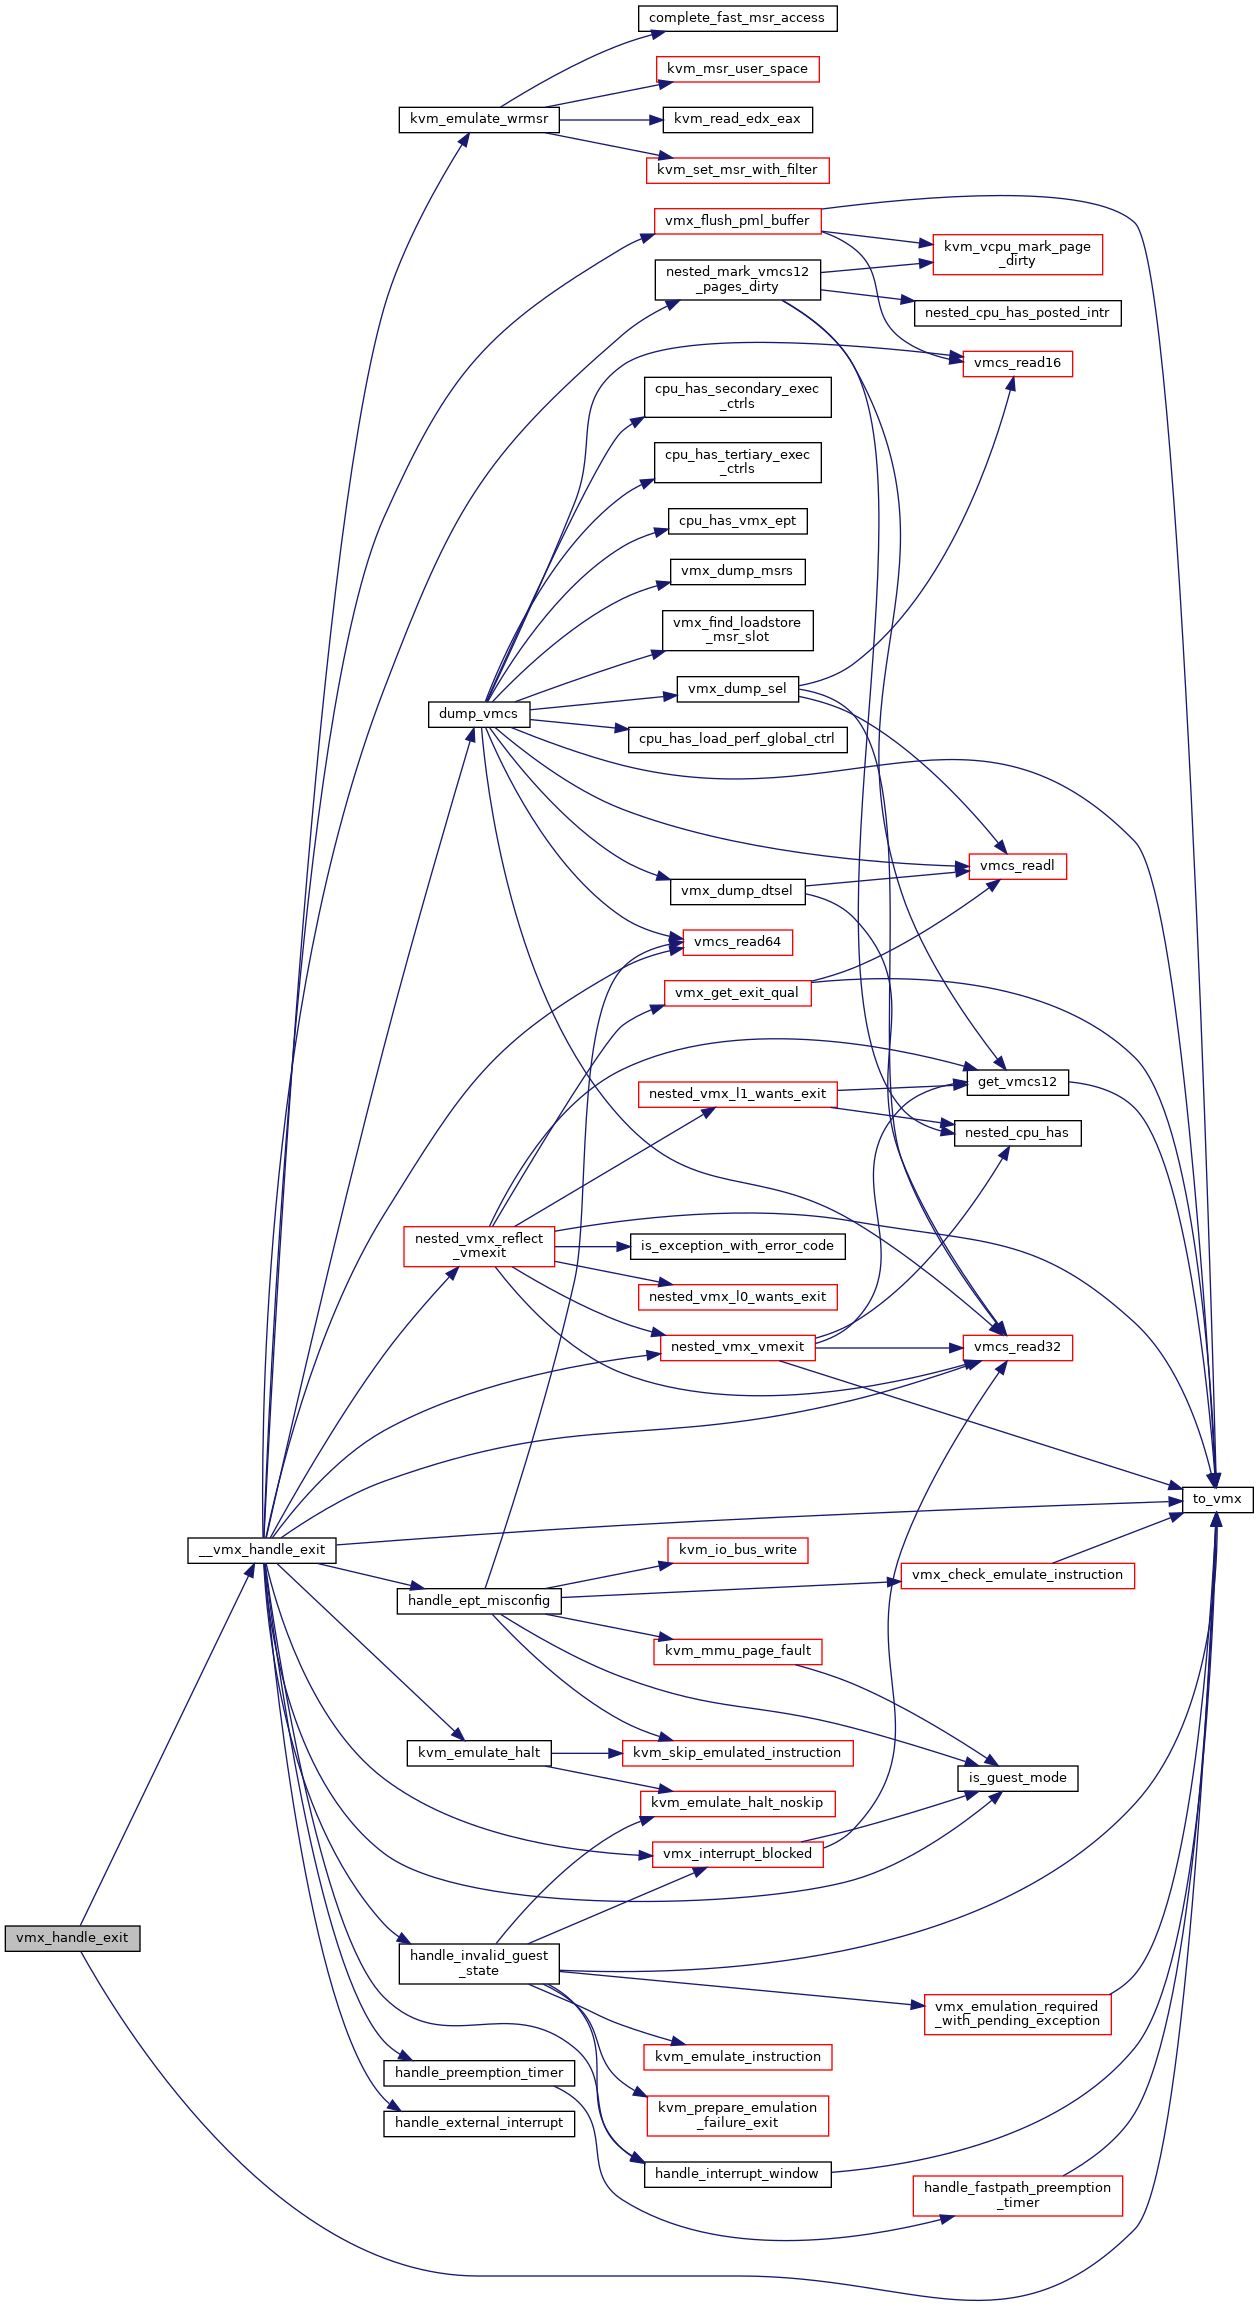 complete_fast_msr_access
kvm_msr_user_space
kvm_emulate_wrmsr
kvm_read_edx_eax
kvm_set_msr_with_filter
vmx_flush_pml_buffer
kvm_vcpu_mark_page
_dirty
nested_mark_vmcs12
_pages_dirty
nested_cpu_has_posted_intr
vmcs_read16
cpu_has_secondary_exec
_ctrls
cpu_has_tertiary_exec
_ctrls
cpu_has_vmx_ept
vmx_dump_msrs
vmx_find_loadstore
_msr_slot
vmx_dump_sel
dump_vmcs
cpu_has_load_perf_global_ctrl
vmcs_readl
vmx_dump_dtsel
vmcs_read64
vmx_get_exit_qual
get_vmcs12
nested_vmx_l1_wants_exit
nested_cpu_has
nested_vmx_reflect
_vmexit
is_exception_with_error_code
nested_vmx_l0_wants_exit
nested_vmx_vmexit
vmcs_read32
to_vmx
__vmx_handle_exit
kvm_io_bus_write
vmx_check_emulate_instruction
handle_ept_misconfig
kvm_mmu_page_fault
kvm_emulate_halt
kvm_skip_emulated_instruction
is_guest_mode
kvm_emulate_halt_noskip
vmx_interrupt_blocked
vmx_handle_exit
handle_invalid_guest
_state
vmx_emulation_required
_with_pending_exception
kvm_emulate_instruction
handle_preemption_timer
kvm_prepare_emulation
_failure_exit
handle_external_interrupt
handle_interrupt_window
handle_fastpath_preemption
_timer